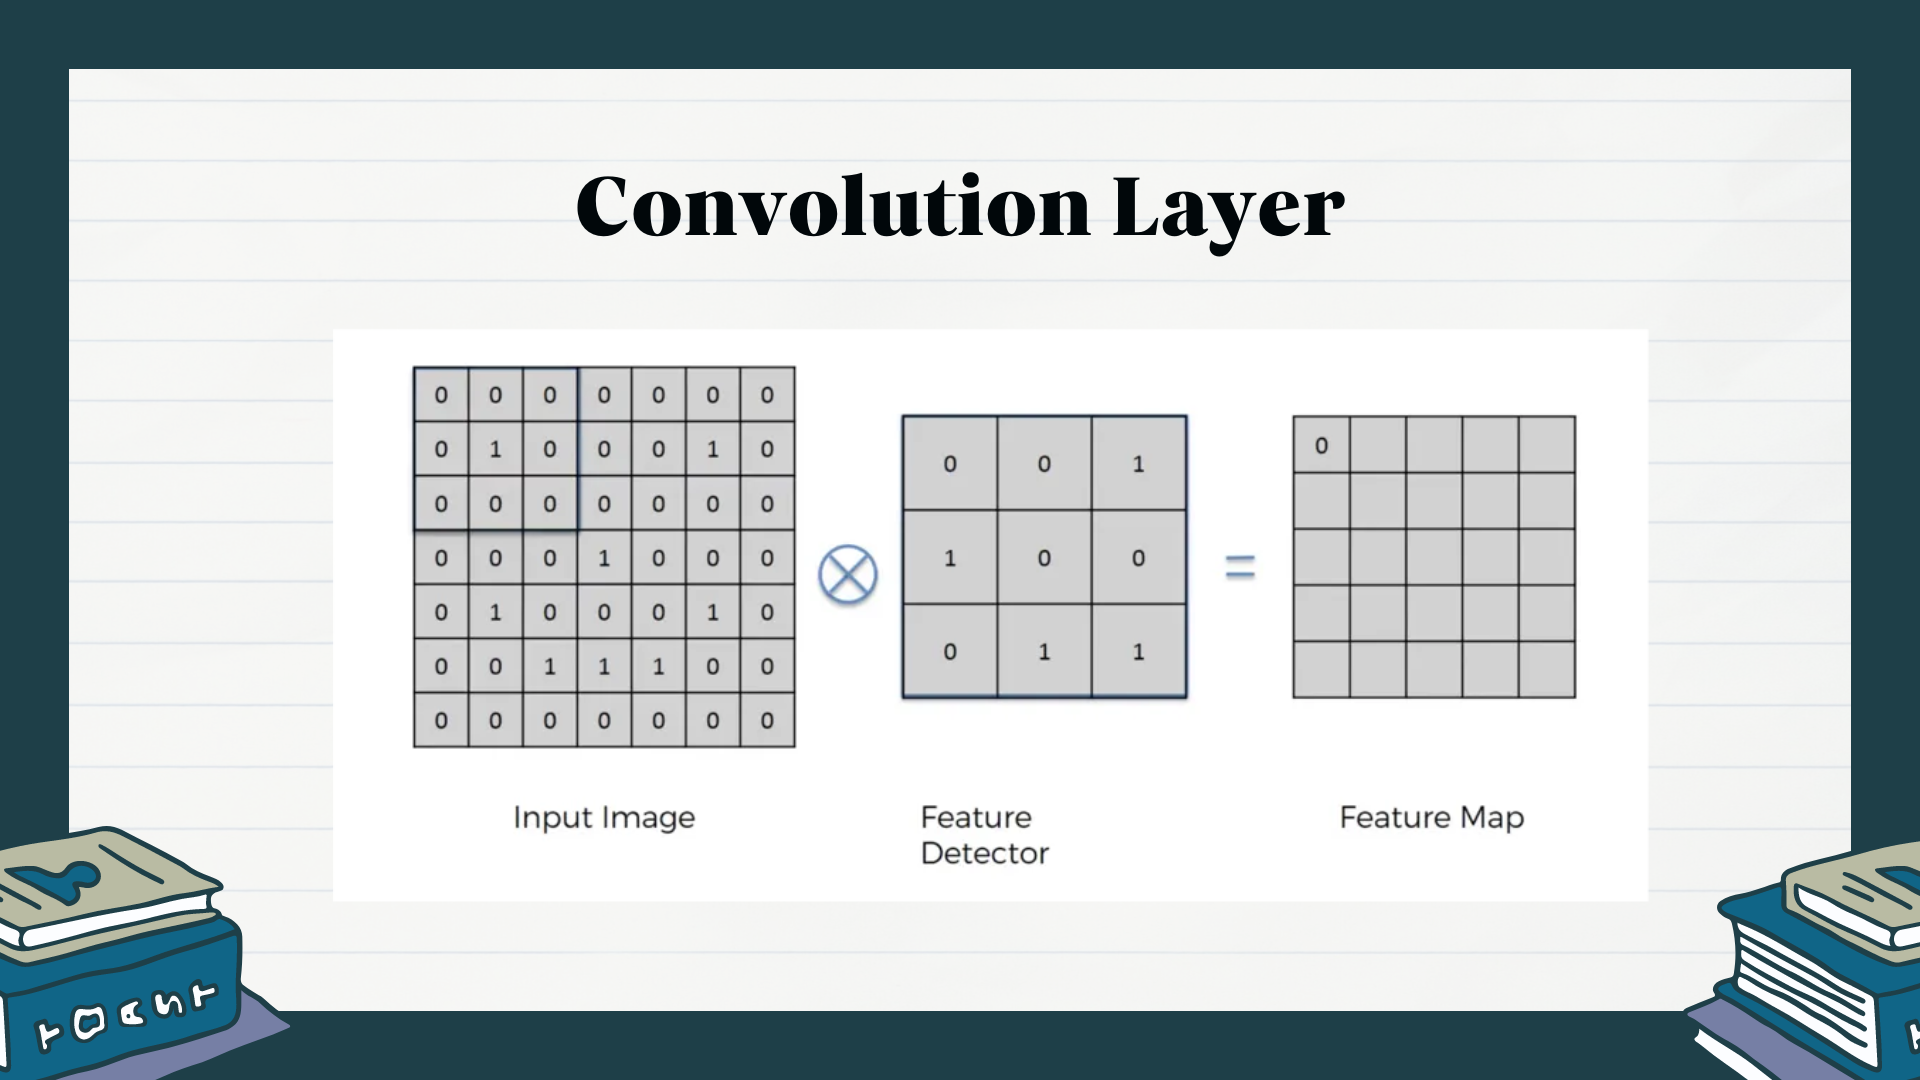 Convolution Layer
0 0 0 0 0 0 0
0 1 0 0 0 1 0
0 0 0 0 0 0 0
0 0 0 1 0 0 0
0 1 0 0 0 1 0
0 0 1 1 1 0 0
0 0 0 0 0 0 0
0 0 1
1 0 0
0 1 1
=
0
Input Image
Feature
Detector
Feature Map